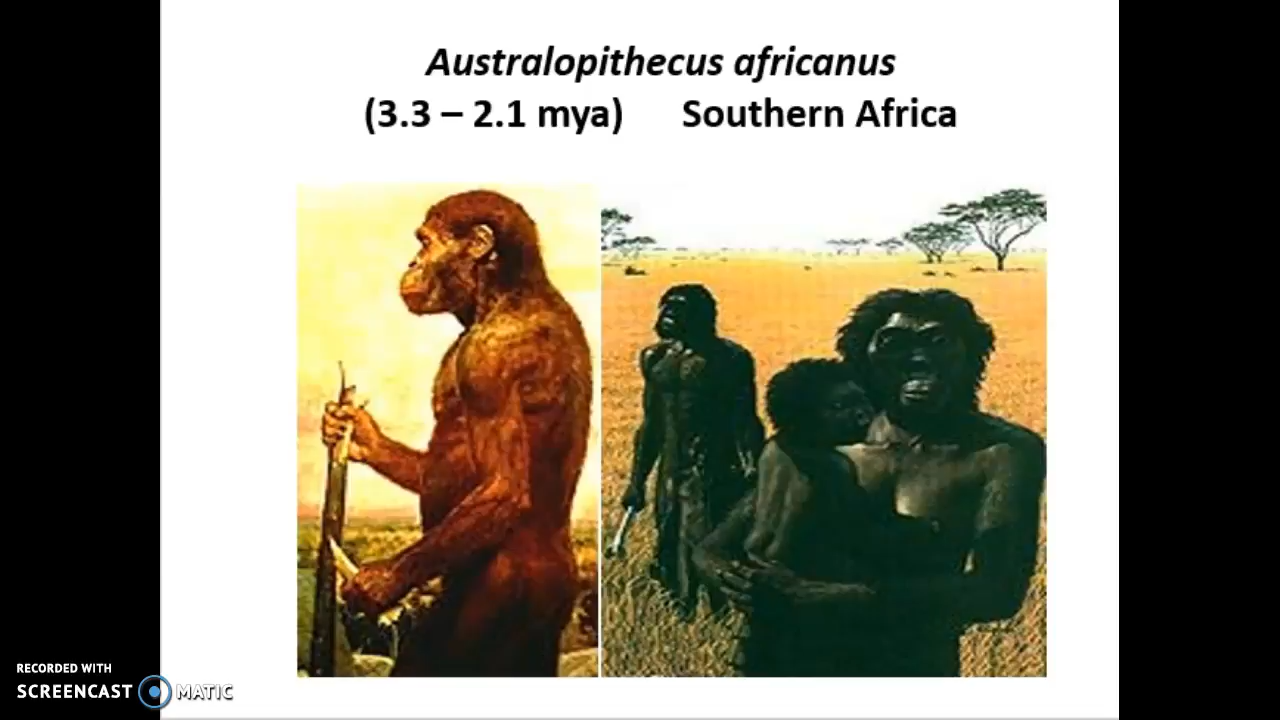 Australopithecus africanus
(3.3 – 2.1 mya) Southern Africa
RECORDED WITH
SCREENCAST MATIC